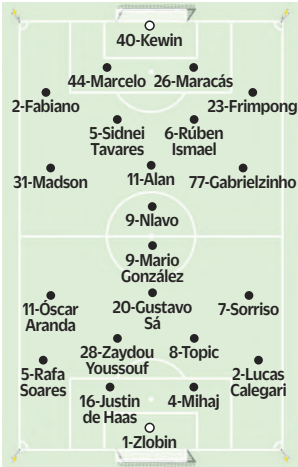 40-Kewin
44-Marcelo 26-Maracás
2-Fabiano
23-Frimpong
5-Sidnei
Tavares
6-Rúben
Ismael
31-Madson
11-Alan
77-Gabrielzinho
9-Nlavo
9-Mario
González
11-Óscar
Aranda
20-Gustavo
Sá
7-Sorriso
28-Zaydou
Youssouf
8-Topic
5-Rafa
Soares
2-Lucas
Calegari
16-Justin
de Haas
4-Mihaj
1-Zlobin